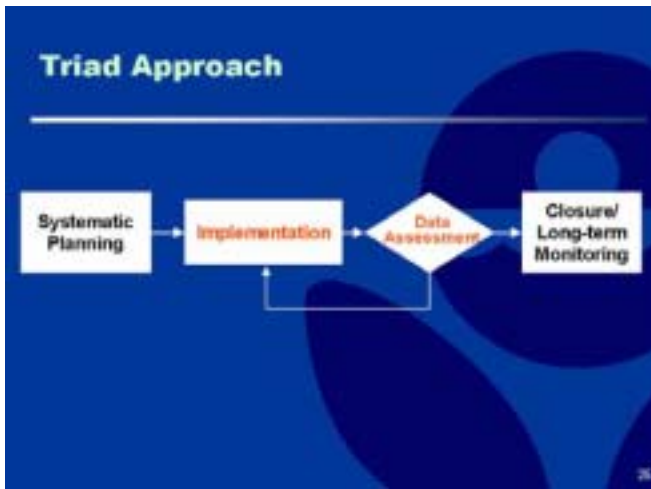 Triad Approach
Systematic
Planning
Implementation
Data
Assessment
Closure/
Long-term
Monitoring